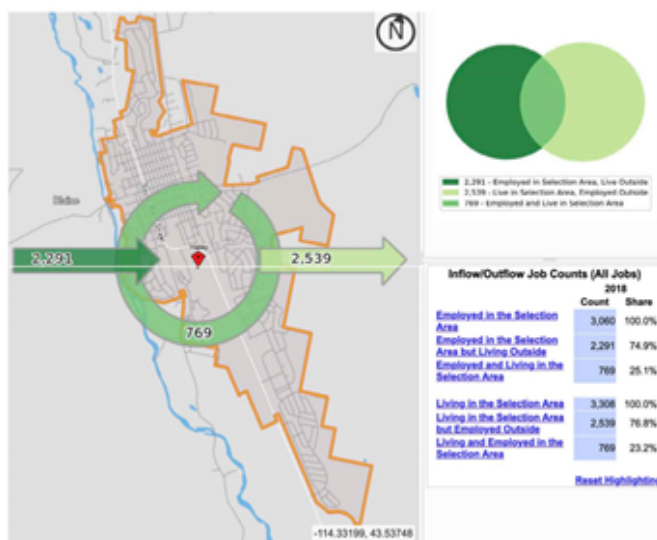 N
Blaine
Hailey
2,291
2,539
769
-114.33199, 43.53748
2,291 - Employed in Selection Area, Live Outside
2,539 - Live in Selection Area, Employed Outside
769 - Employed and Live in Selection Area
Inflow/Outflow Job Counts (All Jobs)
2018
Count Share
Employed in the Selection Area 3,060 100.0%
Employed in the Selection Area but Living Outside 2,291 74.9%
Employed and Living in the Selection Area 769 25.1%
Living in the Selection Area 3,308 100.0%
Living in the Selection Area but Employed Outside 2,539 76.8%
Living and Employed in the Selection Area 769 23.2%
Reset Highlighting